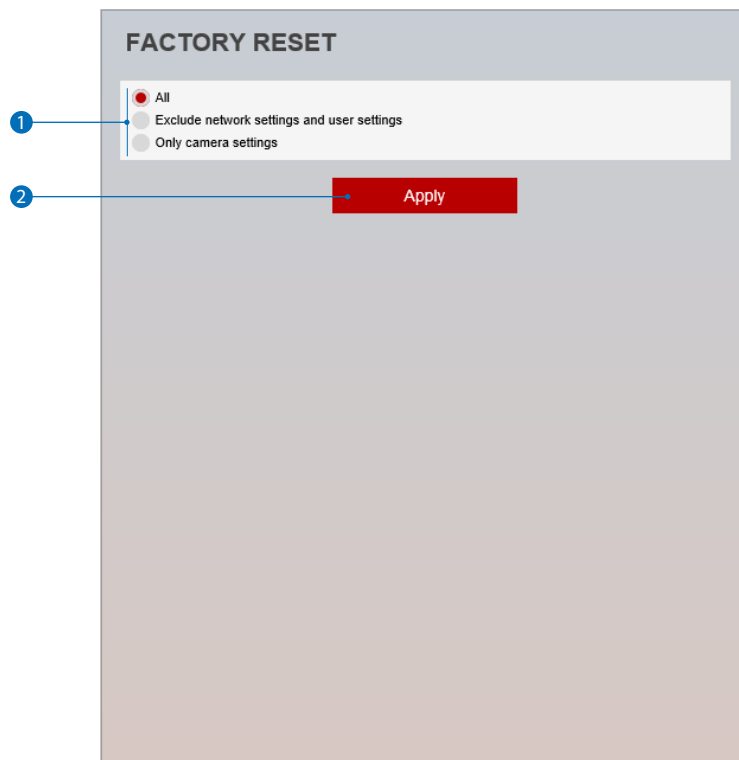 FACTORY RESET
All
1
Exclude network settings and user settings
Only camera settings
2
Apply